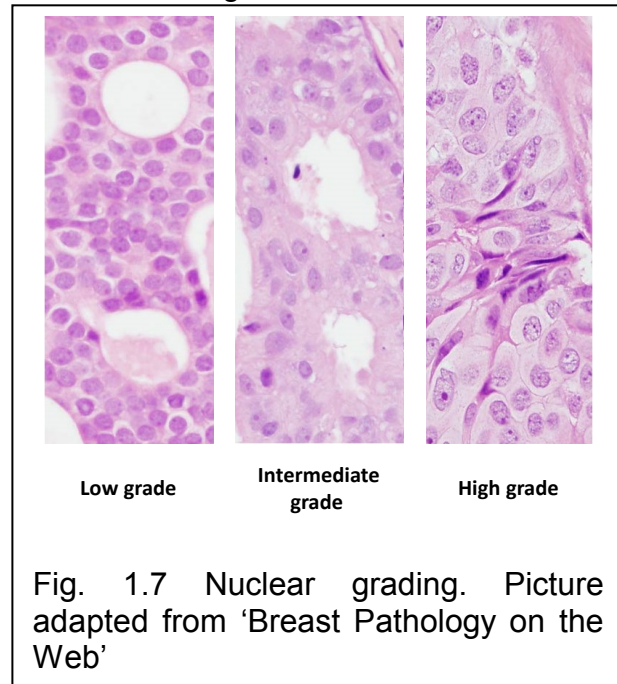 Low grade
Intermediate
grade
High grade
Fig. 1.7 Nuclear grading. Picture
adapted from ‘Breast Pathology on the
Web’